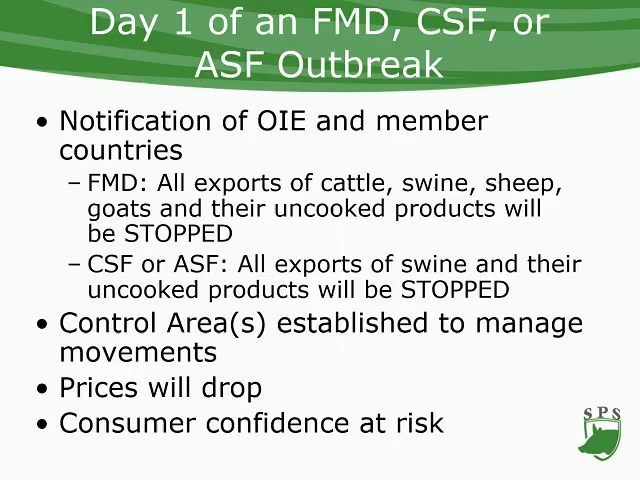 Day 1 of an FMD, CSF, or
ASF Outbreak
• Notification of OIE and member
countries
– FMD: All exports of cattle, swine, sheep,
goats and their uncooked products will
be STOPPED
– CSF or ASF: All exports of swine and their
uncooked products will be STOPPED
• Control Area(s) established to manage
movements
• Prices will drop
• Consumer confidence at risk
SPS